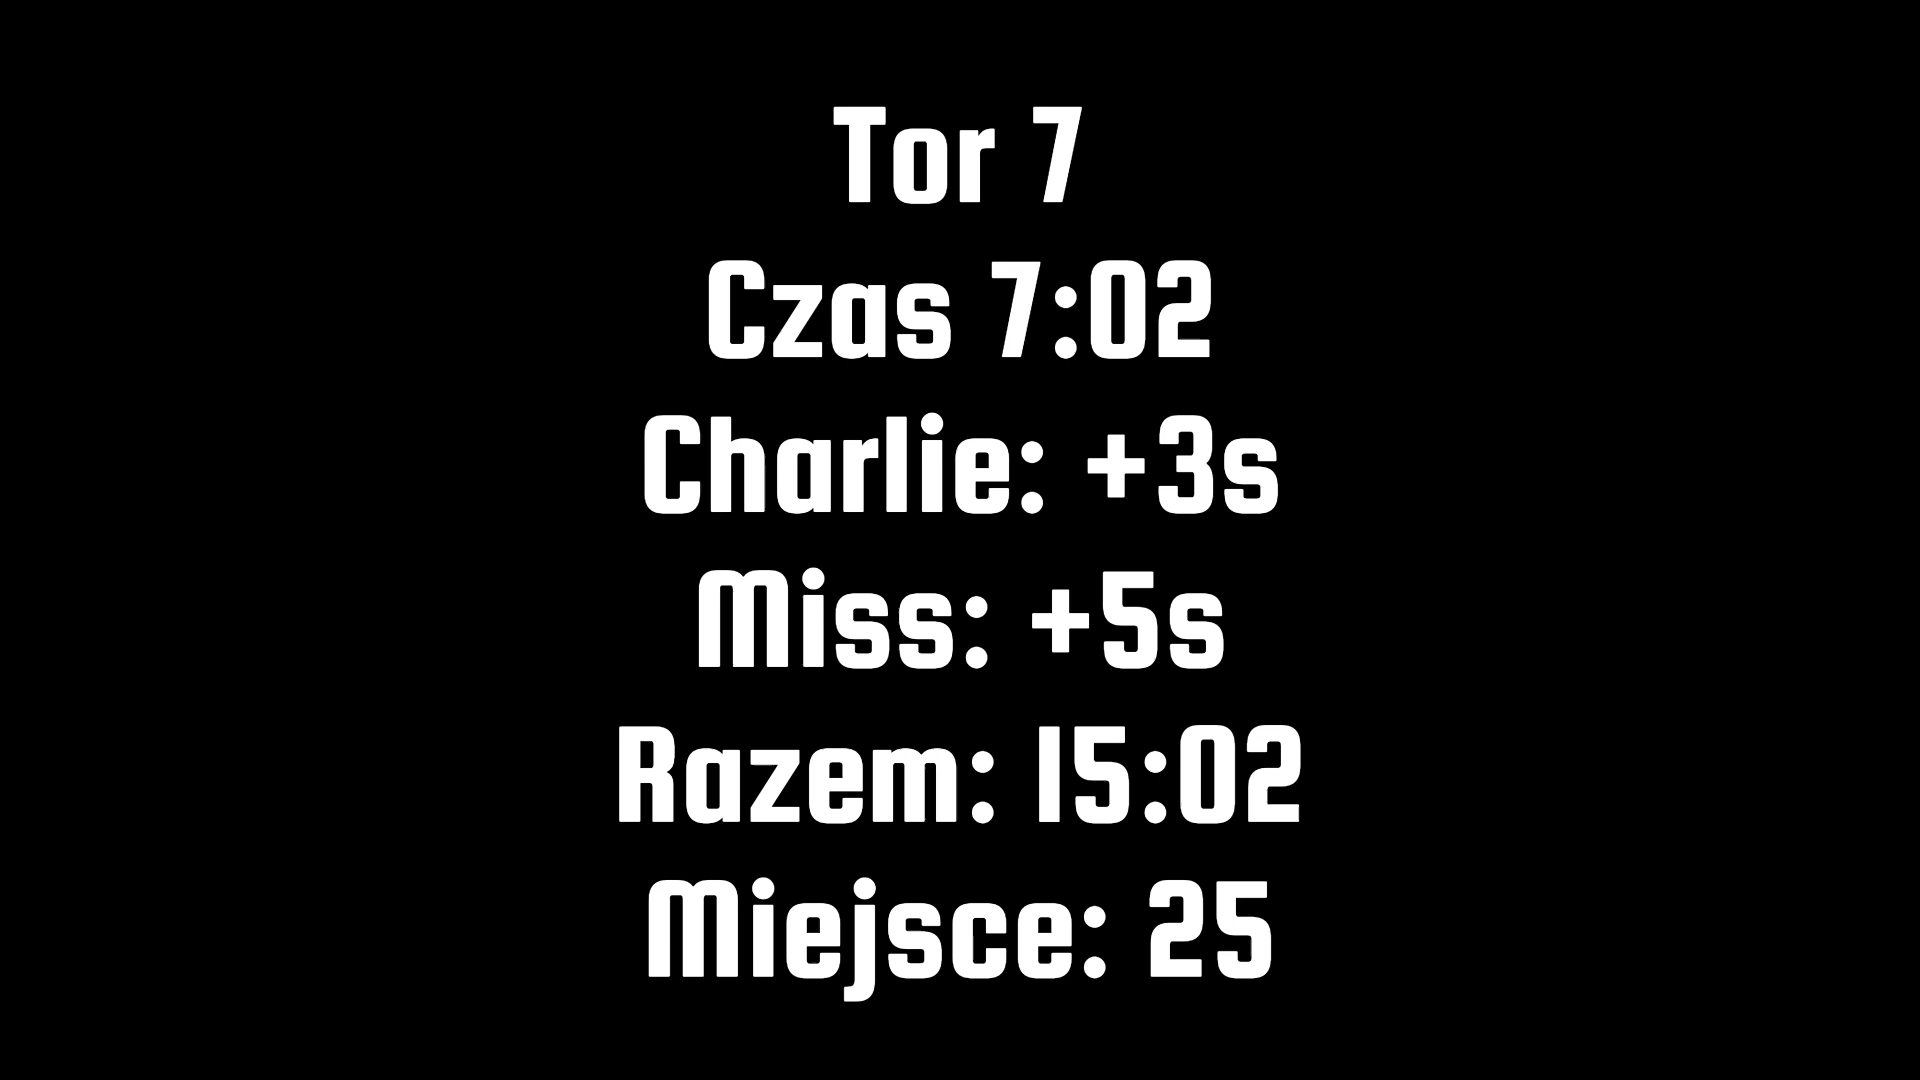 Tor 7
Czas 7:02
Charlie: +3s
Miss: +5s
Razem: 15:02
Miejsce: 25